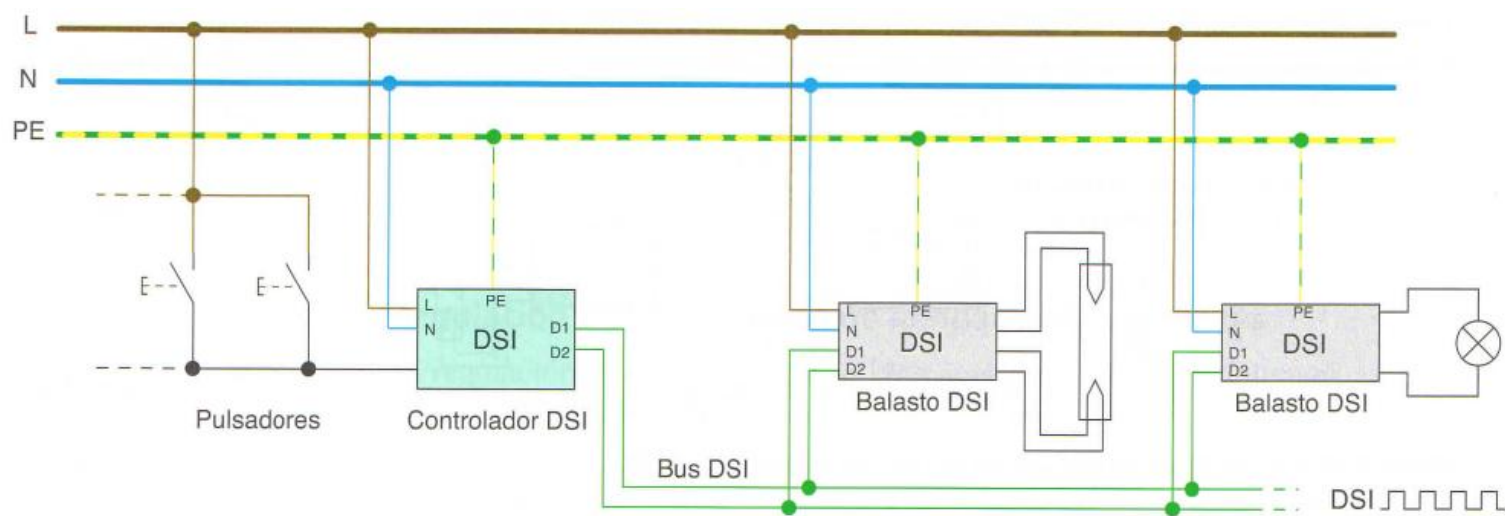 L
N
PE
PE
L
N
DSI
D1
D2
PE
L
N
D1
D2
DSI
PE
L
N
D1
D2
DSI
Pulsadores
Controlador DSI
Balasto DSI
Balasto DSI
Bus DSI
DSI